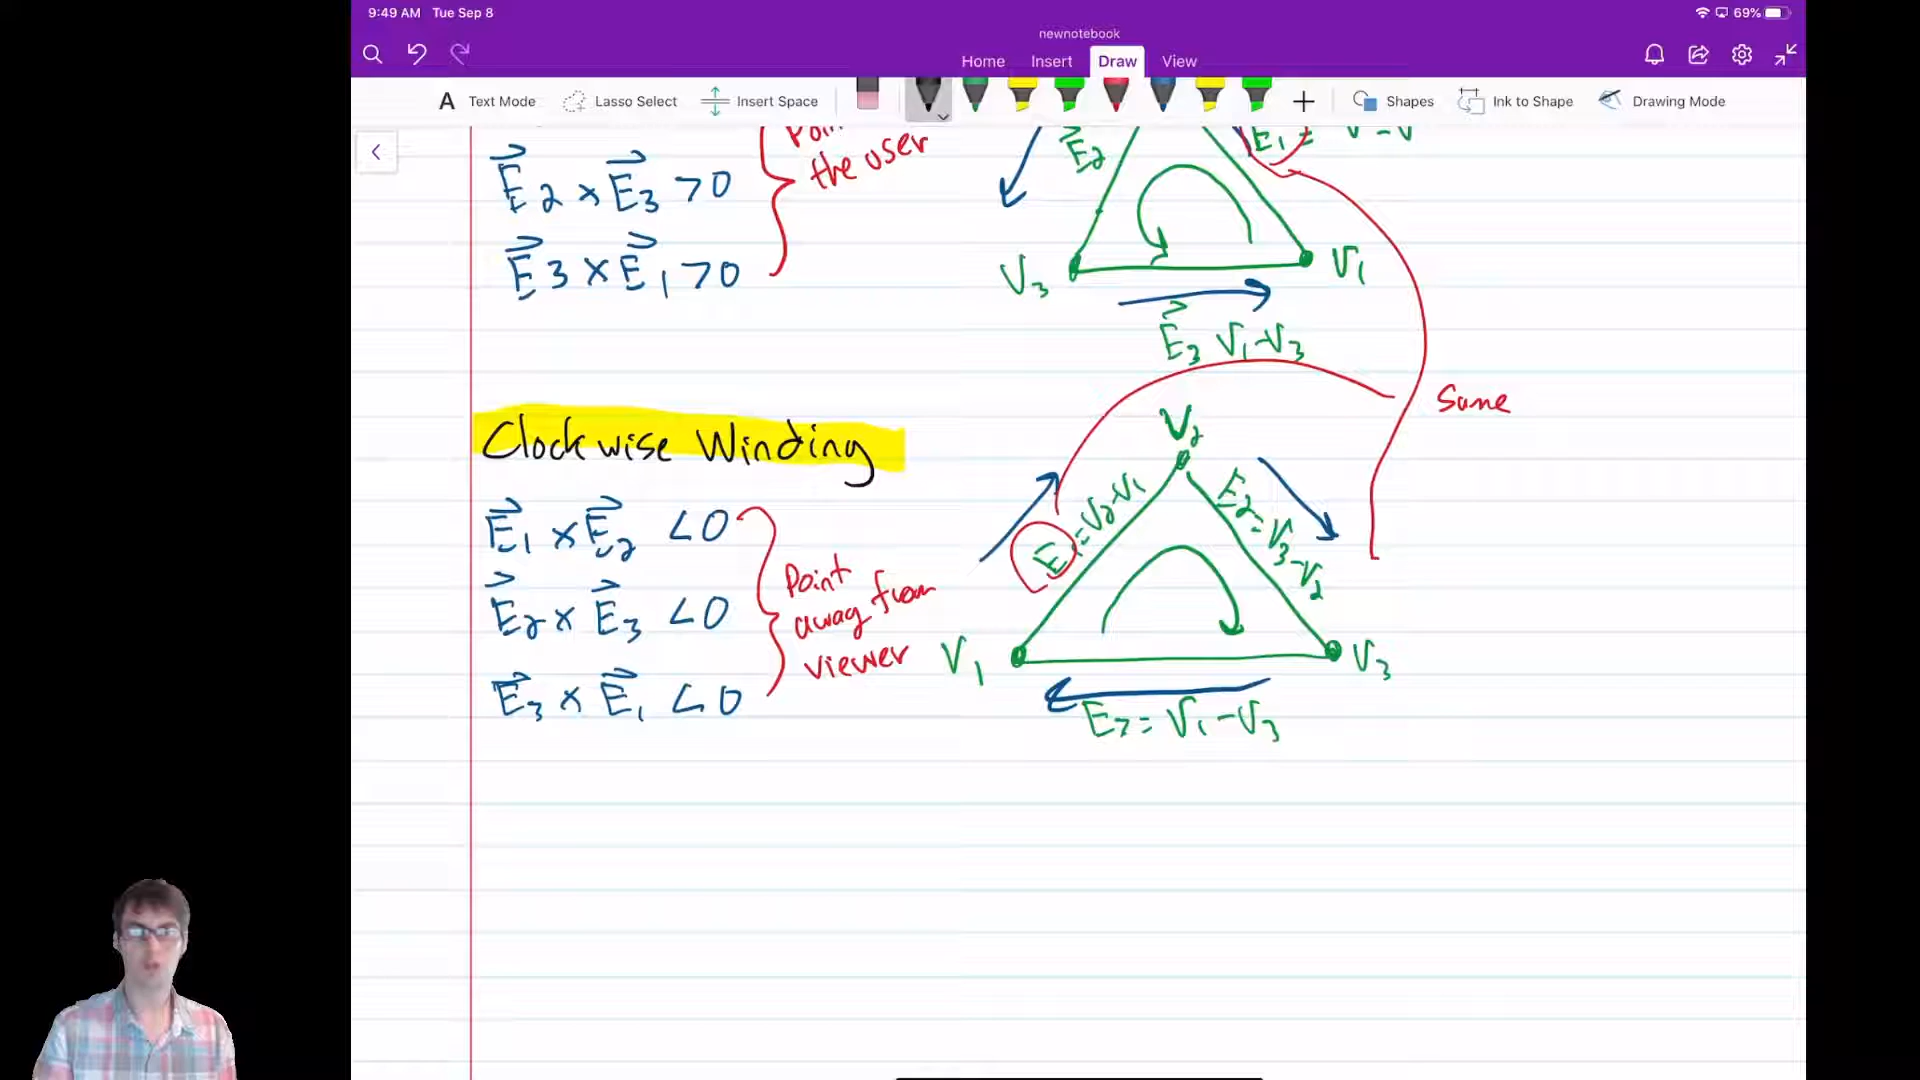 9:49 AM Tue Sep 8
69%
newnotebook
Home Insert Draw View
Text Mode Lasso Select Insert Space Shapes Ink to Shape Drawing Mode
the user
E2 × E3 >0
E3 × E1 >0
E2
E1 =
V3
V1
E3 V1-V3
Same
Clockwise Winding
E1 × E2 <0
E2 × E3 <0
E3 × E1 <0
Point
away from
viewer
V2
E1=V2-V1
E2=V3-V2
V1
V3
E3=V1-V3